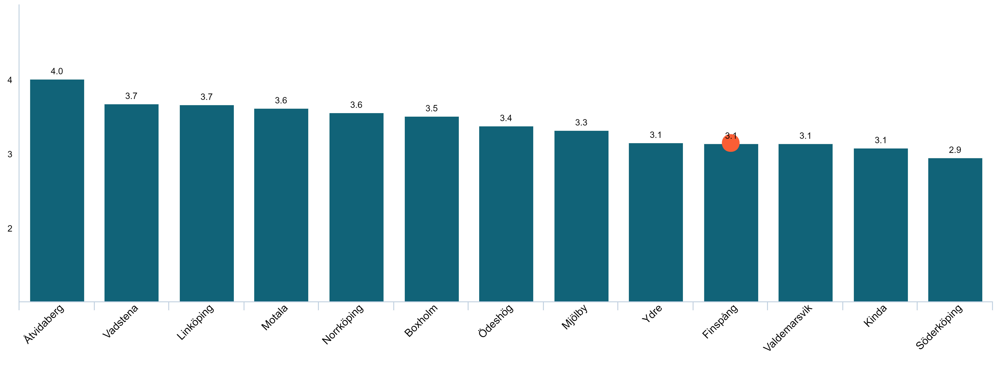 4.0
3.7
3.7
3.6
3.6
3.5
3.4
3.3
3.1
3.1
3.1
3.1
2.9
4
3
2
Åtvidaberg
Vadstena
Linköping
Motala
Norrköping
Boxholm
Ödeshög
Mjölby
Ydre
Finspång
Valdemarsvik
Kinda
Söderköping